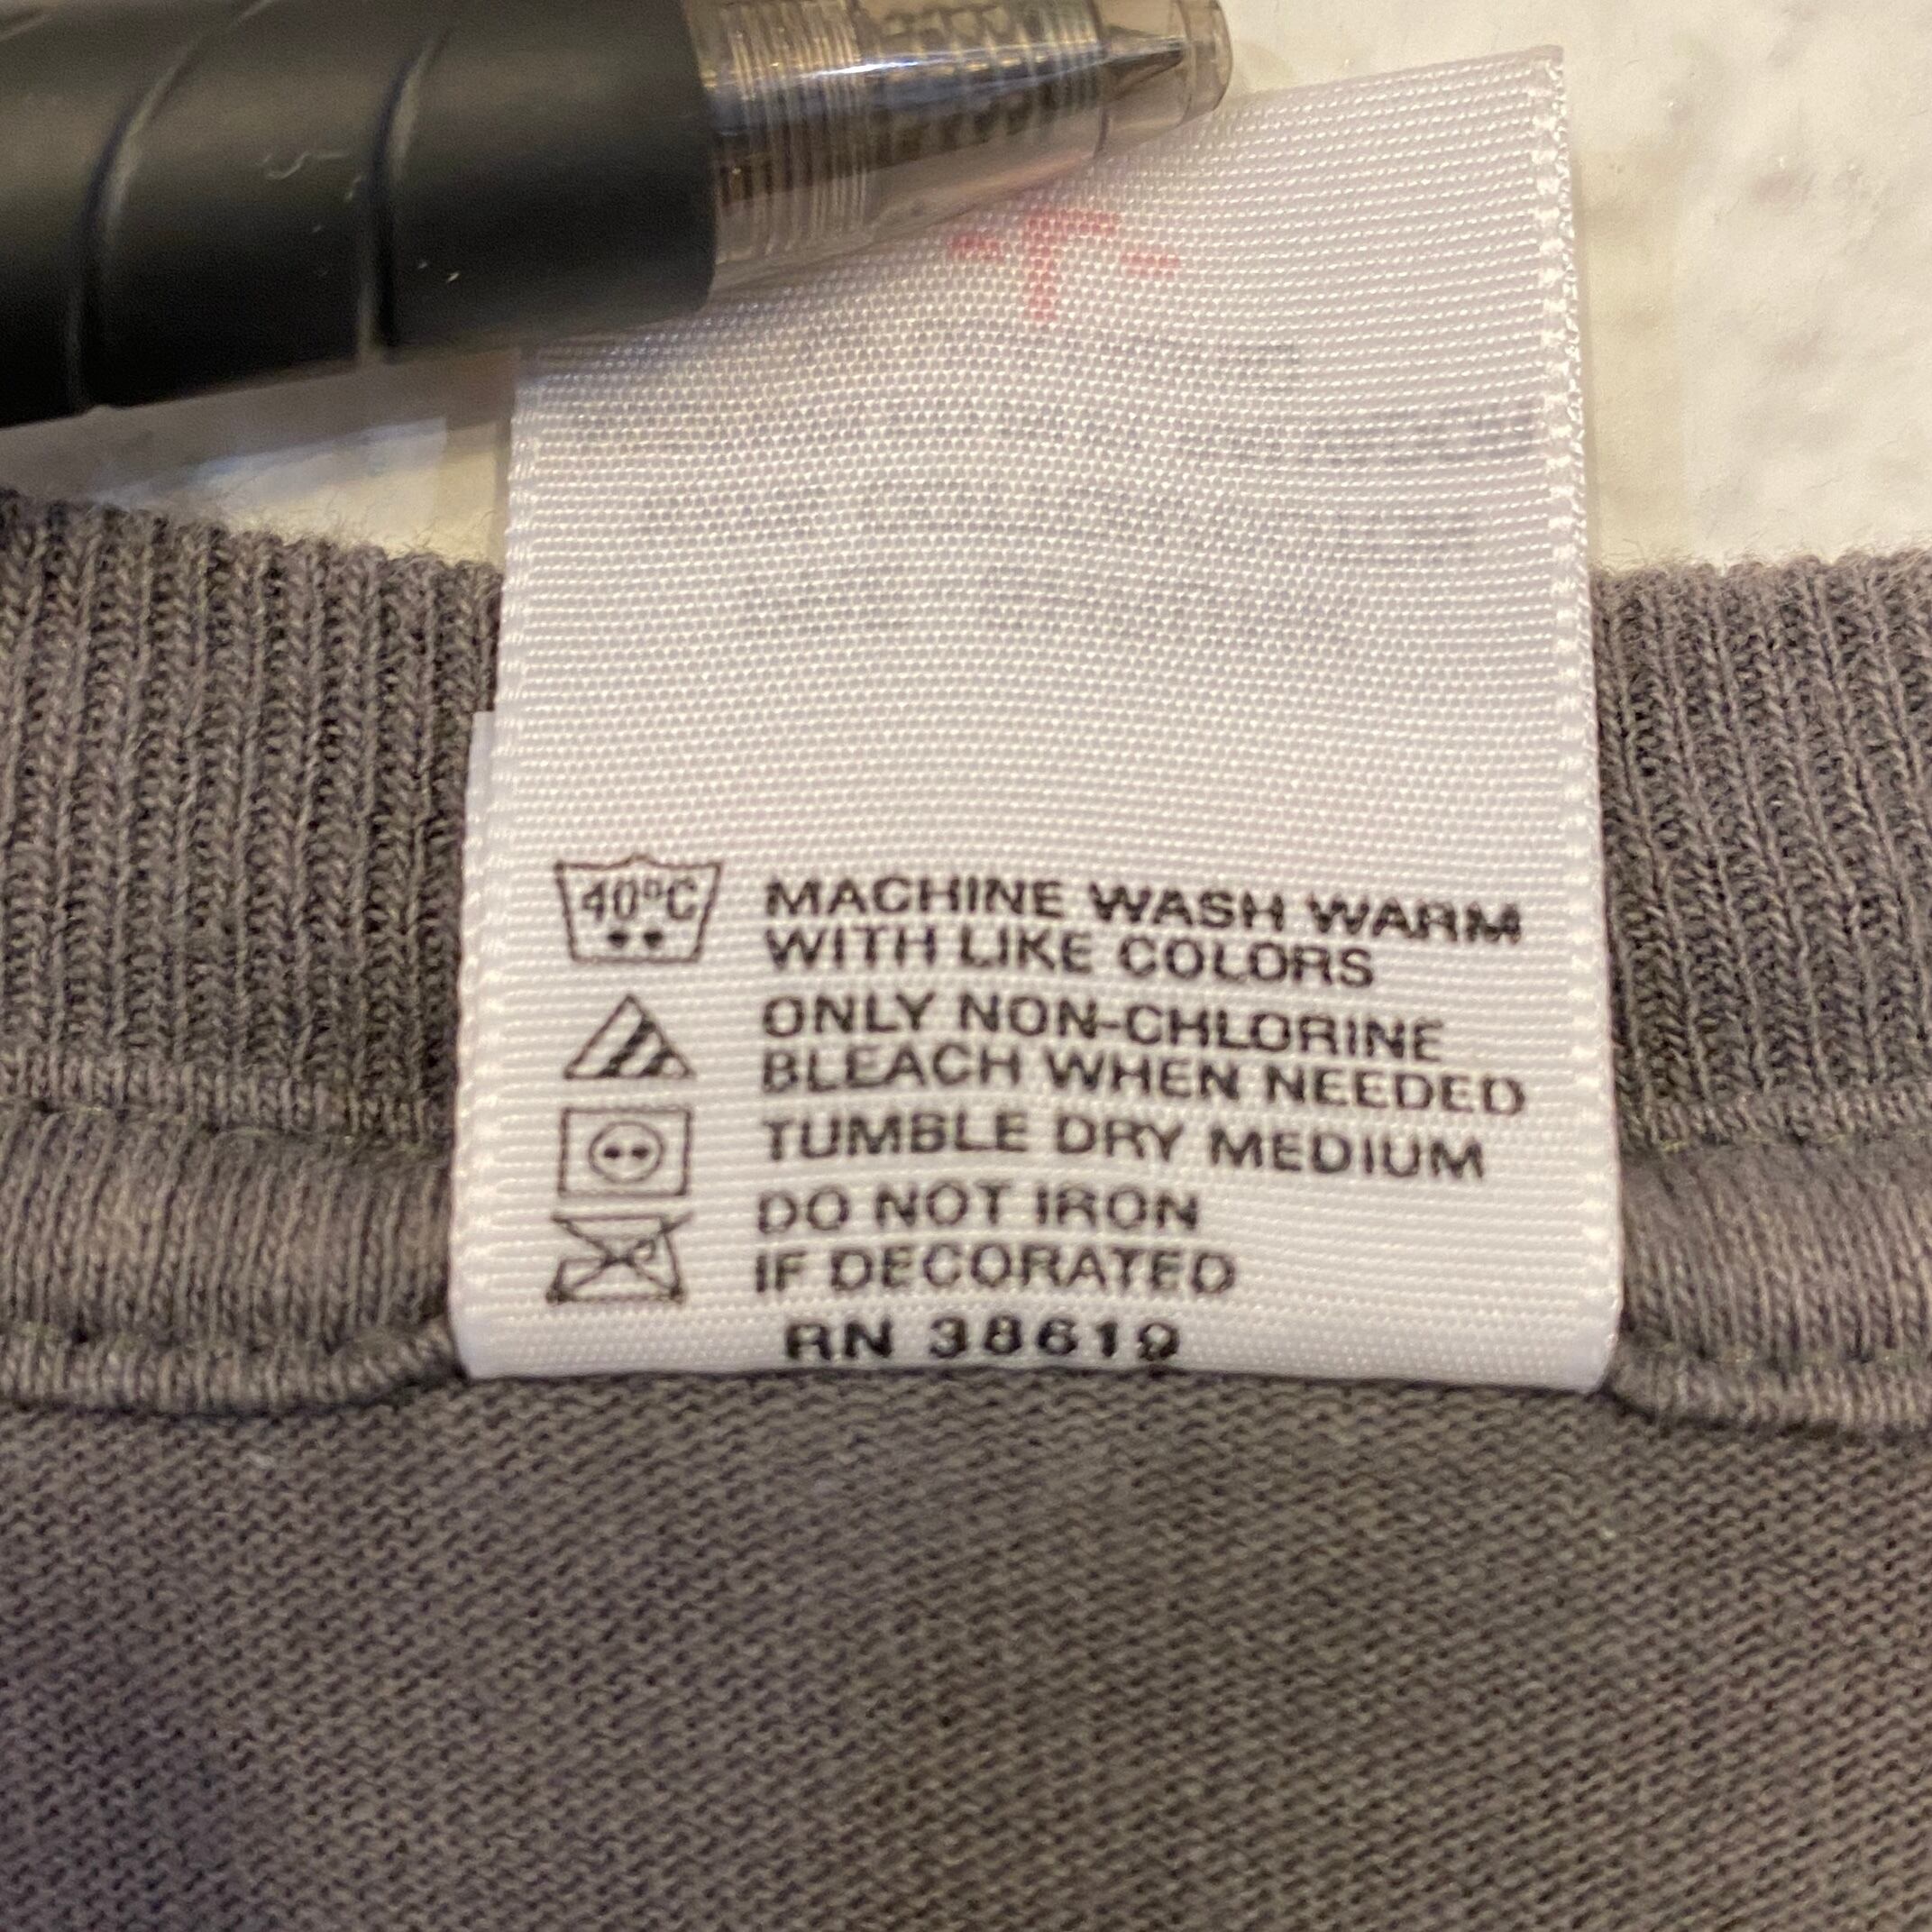 40°C
MACHINE WASH WARM
WITH LIKE COLORS
ONLY NON-CHLORINE
BLEACH WHEN NEEDED
TUMBLE DRY MEDIUM
DO NOT IRON
IF DECORATED
RN 38619